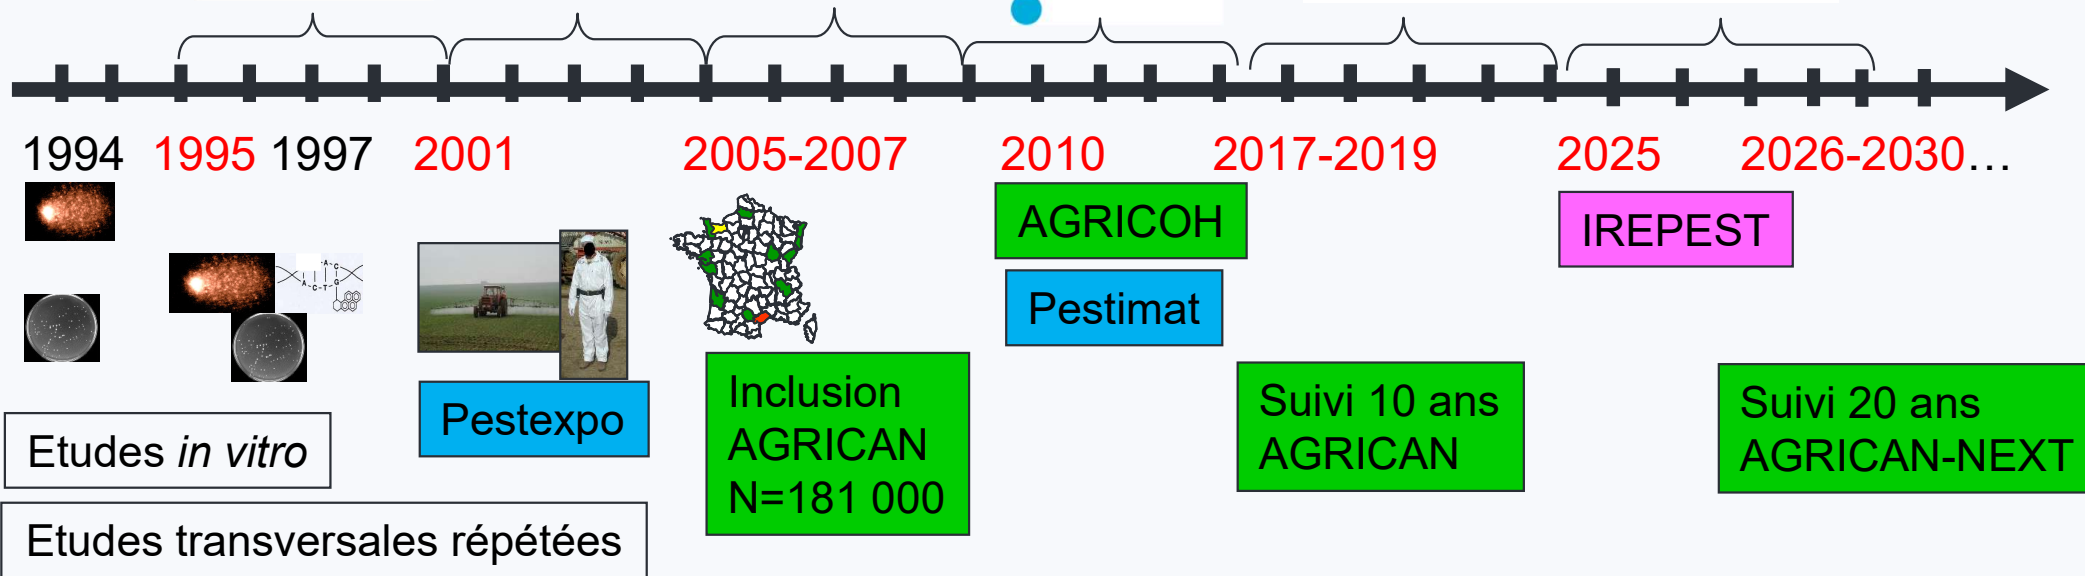 1994 1995 1997 2001 2005-2007 2010 2017-2019 2025 2026-2030...
AGRICOH
IREPEST
Pestimat
Pestexpo
Inclusion
AGRICAN
N=181 000
Suivi 10 ans
AGRICAN
Suivi 20 ans
AGRICAN-NEXT
Etudes in vitro
Etudes transversales répétées